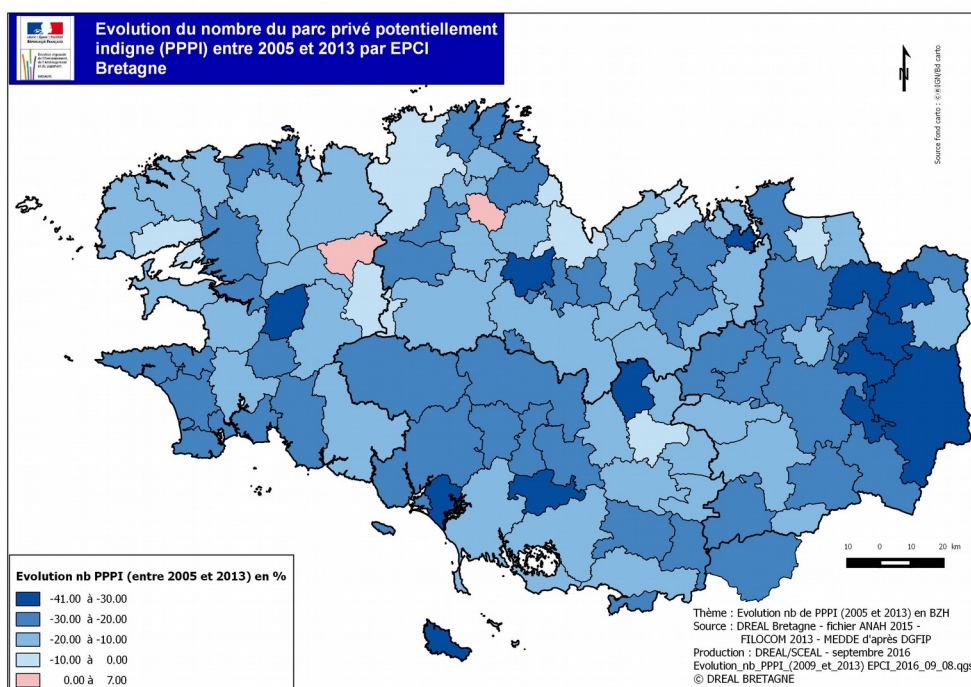 Evolution du nombre du parc privé potentiellement
indigne (PPPI) entre 2005 et 2013 par EPCI
Bretagne
RÉPUBLIQUE FRANÇAISE
N
Source fond carto : ©®IGN/Bd carto
10 0 10 20 km
Evolution nb PPPI (entre 2005 et 2013) en %
-41.00 à -30.00
-30.00 à -20.00
-20.00 à -10.00
-10.00 à 0.00
0.00 à 7.00
Thème : Evolution nb de PPPI (2005 et 2013) en BZH
Source : DREAL Bretagne - fichier ANAH 2015 -
FILOCOM 2013 - MEDDE d'après DGFIP
Production : DREAL/SCEAL - septembre 2016
Evolution_nb_PPPI_(2009_et_2013) EPCI_2016_09_08.qgs
© DREAL BRETAGNE